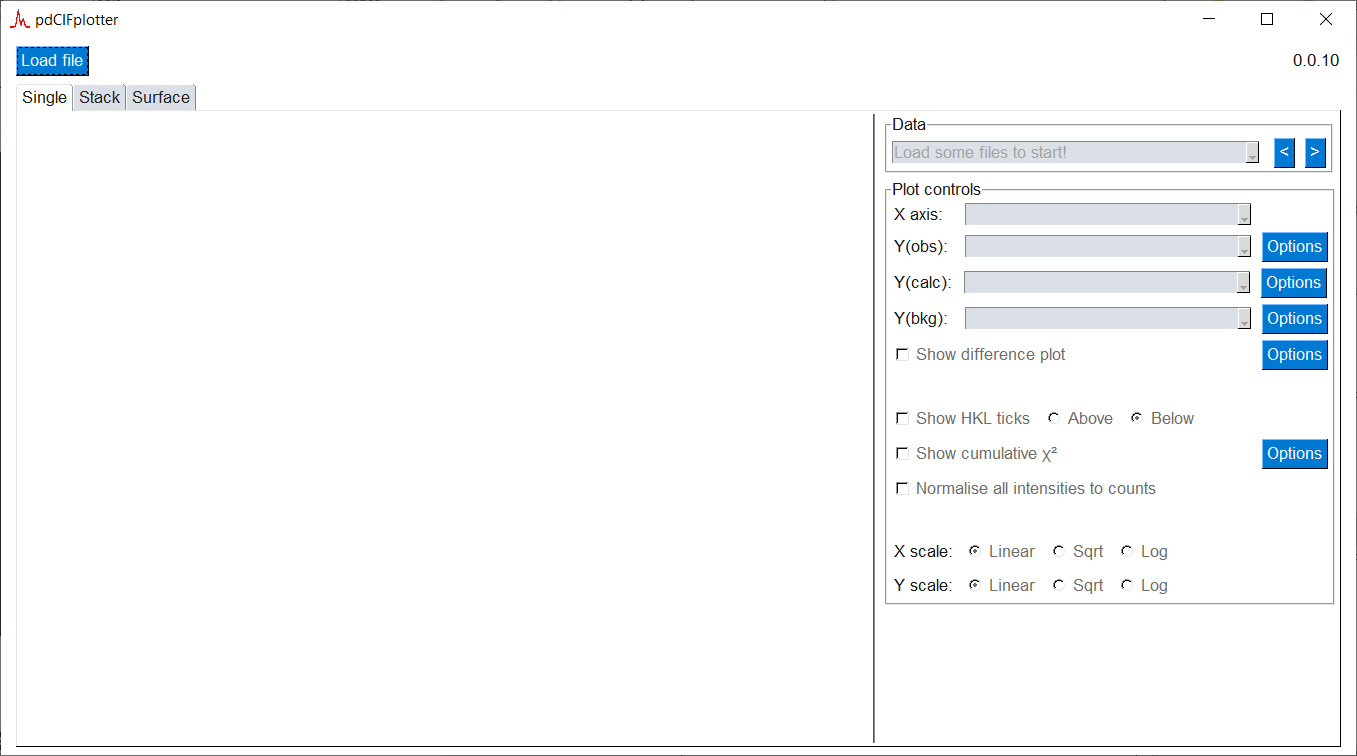 pdCIFplotter
Load file
0.0.10
Single Stack Surface
Data
Load some files to start!
< >
Plot controls
X axis:
Y(obs): Options
Y(calc): Options
Y(bkg): Options
Show difference plot Options
Show HKL ticks Above Below
Show cumulative χ² Options
Normalise all intensities to counts
X scale: Linear Sqrt Log
Y scale: Linear Sqrt Log